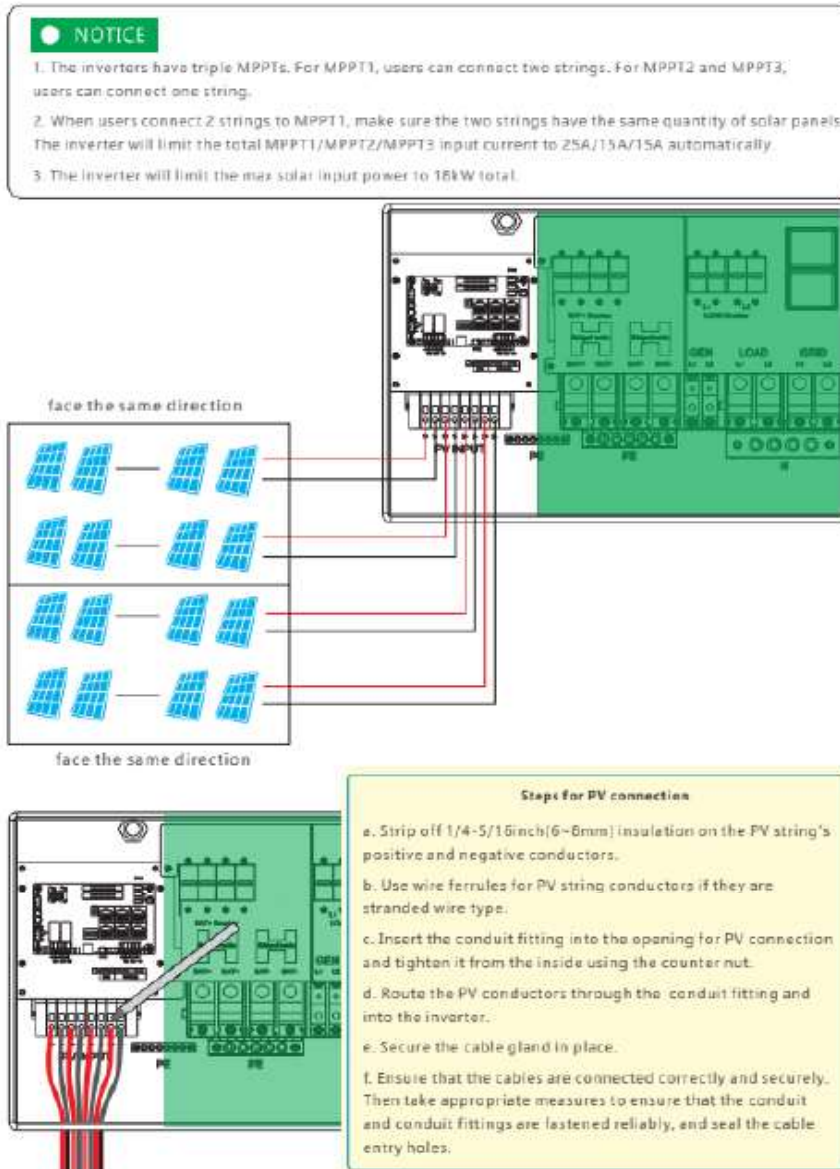 NOTICE
1. The inverters have triple MPPTs. For MPPT1, users can connect two strings. For MPPT2 and MPPT3,
users can connect one string.
2. When users connect 2 strings to MPPT1, make sure the two strings have the same quantity of solar panels
The inverter will limit the total MPPT1/MPPT2/MPPT3 input current to 25A/15A/15A automatically.
3. The inverter will limit the max solar input power to 18kW total.
GEN LOAD GRID
L1 L2 L1 L2 L1 L2
PV INPUT
PE PE N
face the same direction
face the same direction
Steps for PV connection
a. Strip off 1/4-5/16inch(6~8mm) insulation on the PV string's
positive and negative conductors.
b. Use wire ferrules for PV string conductors if they are
stranded wire type.
c. Insert the conduit fitting into the opening for PV connection
and tighten it from the inside using the counter nut.
d. Route the PV conductors through the conduit fitting and
into the inverter.
e. Secure the cable gland in place.
f. Ensure that the cables are connected correctly and securely.
Then take appropriate measures to ensure that the conduit
and conduit fittings are fastened reliably, and seal the cable
entry holes.
GEN
PE PE